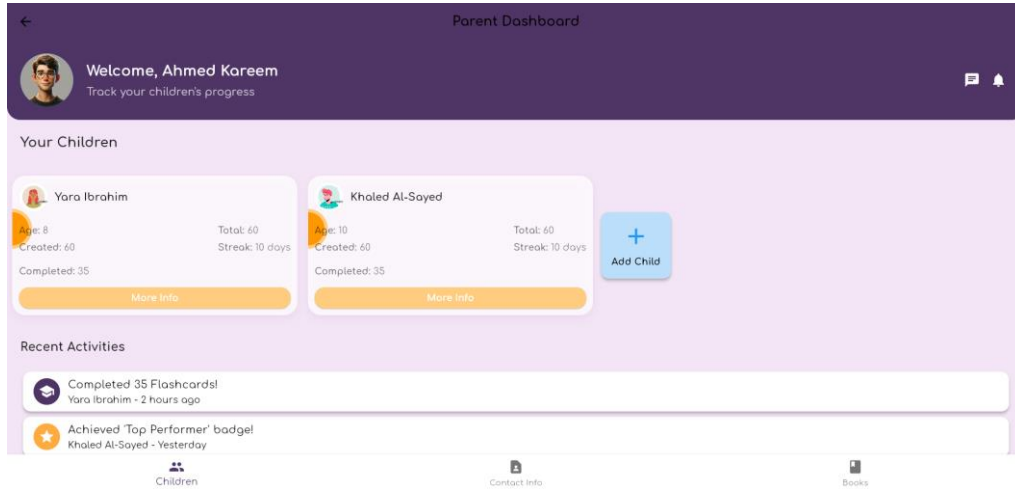 Parent Dashboard
Welcome, Ahmed Kareem
Track your children's progress
Your Children
Yara Ibrahim
Age: 8
Total: 60
Created: 60
Streak: 10 days
Completed: 35
More Info
Khaled Al-Sayed
Age: 10
Total: 60
Created: 60
Streak: 10 days
Completed: 35
More Info
Add Child
Recent Activities
Completed 35 Flashcards!
Yara Ibrahim - 2 hours ago
Achieved 'Top Performer' badge!
Khaled Al-Sayed - Yesterday
Children
Contact Info
Books